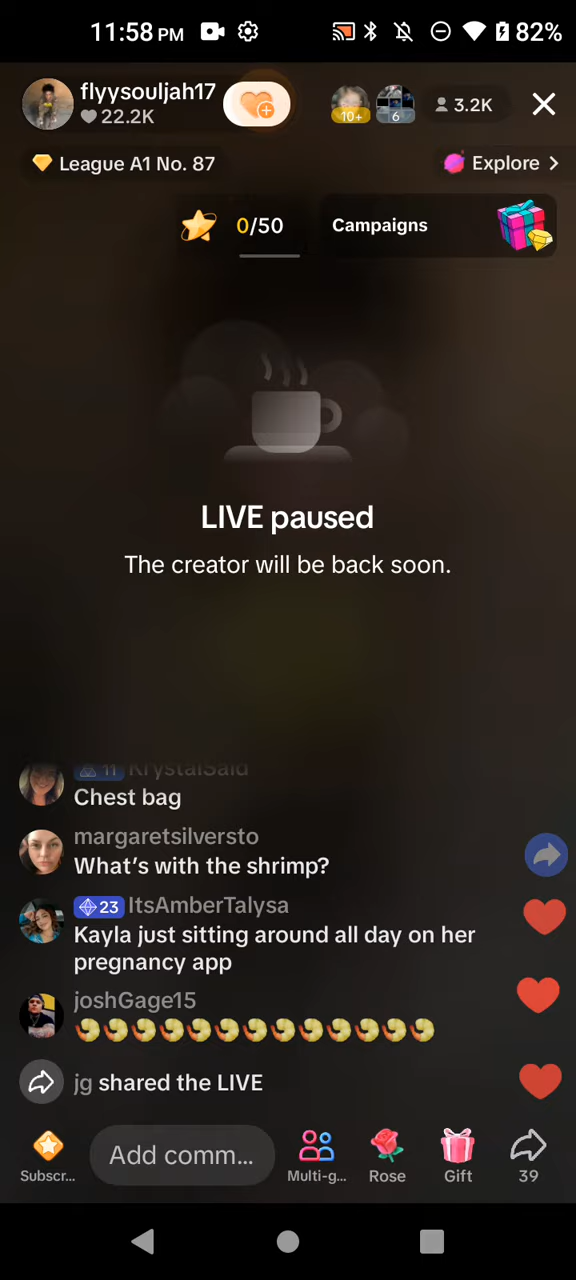 11:58 PM
82%
flyysouljah17
22.2K
10+
6
3.2K
League A1 No. 87
Explore
0/50
Campaigns
LIVE paused
The creator will be back soon.
11 KrystalSaid
Chest bag
margaretsilversto
What's with the shrimp?
23 ItsAmberTalysa
Kayla just sitting around all day on her
pregnancy app
joshGage15
🦐🦐🦐🦐🦐🦐🦐🦐🦐🦐🦐🦐🦐
jg shared the LIVE
Add comm...
Subscr...
Multi-g...
Rose
Gift
39